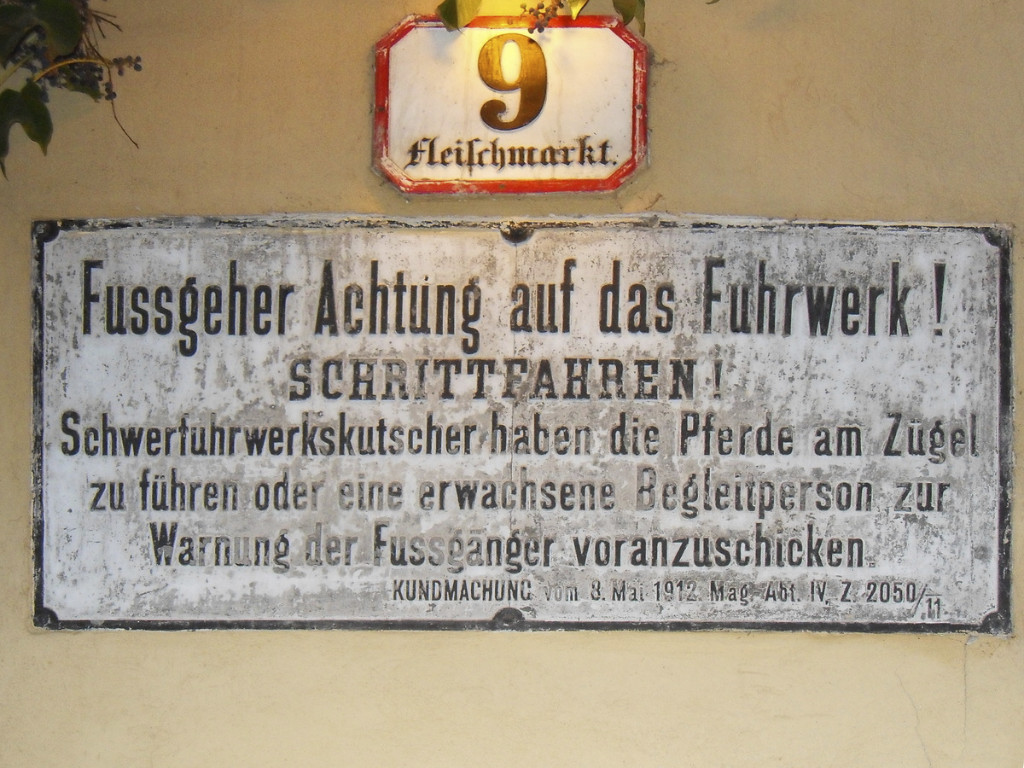 9
Fleiſchmarkt.
Fussgeher Achtung auf das Fuhrwerk!
SCHRITTFAHREN!
Schwerfuhrwerkskutscher haben die Pferde am Zügel
zu führen oder eine erwachsene Begleitperson zur
Warnung der Fussgänger voranzuschicken.
KUNDMACHUNG vom 8. Mai 1912. Mag. Abt. IV, Z. 2050/11